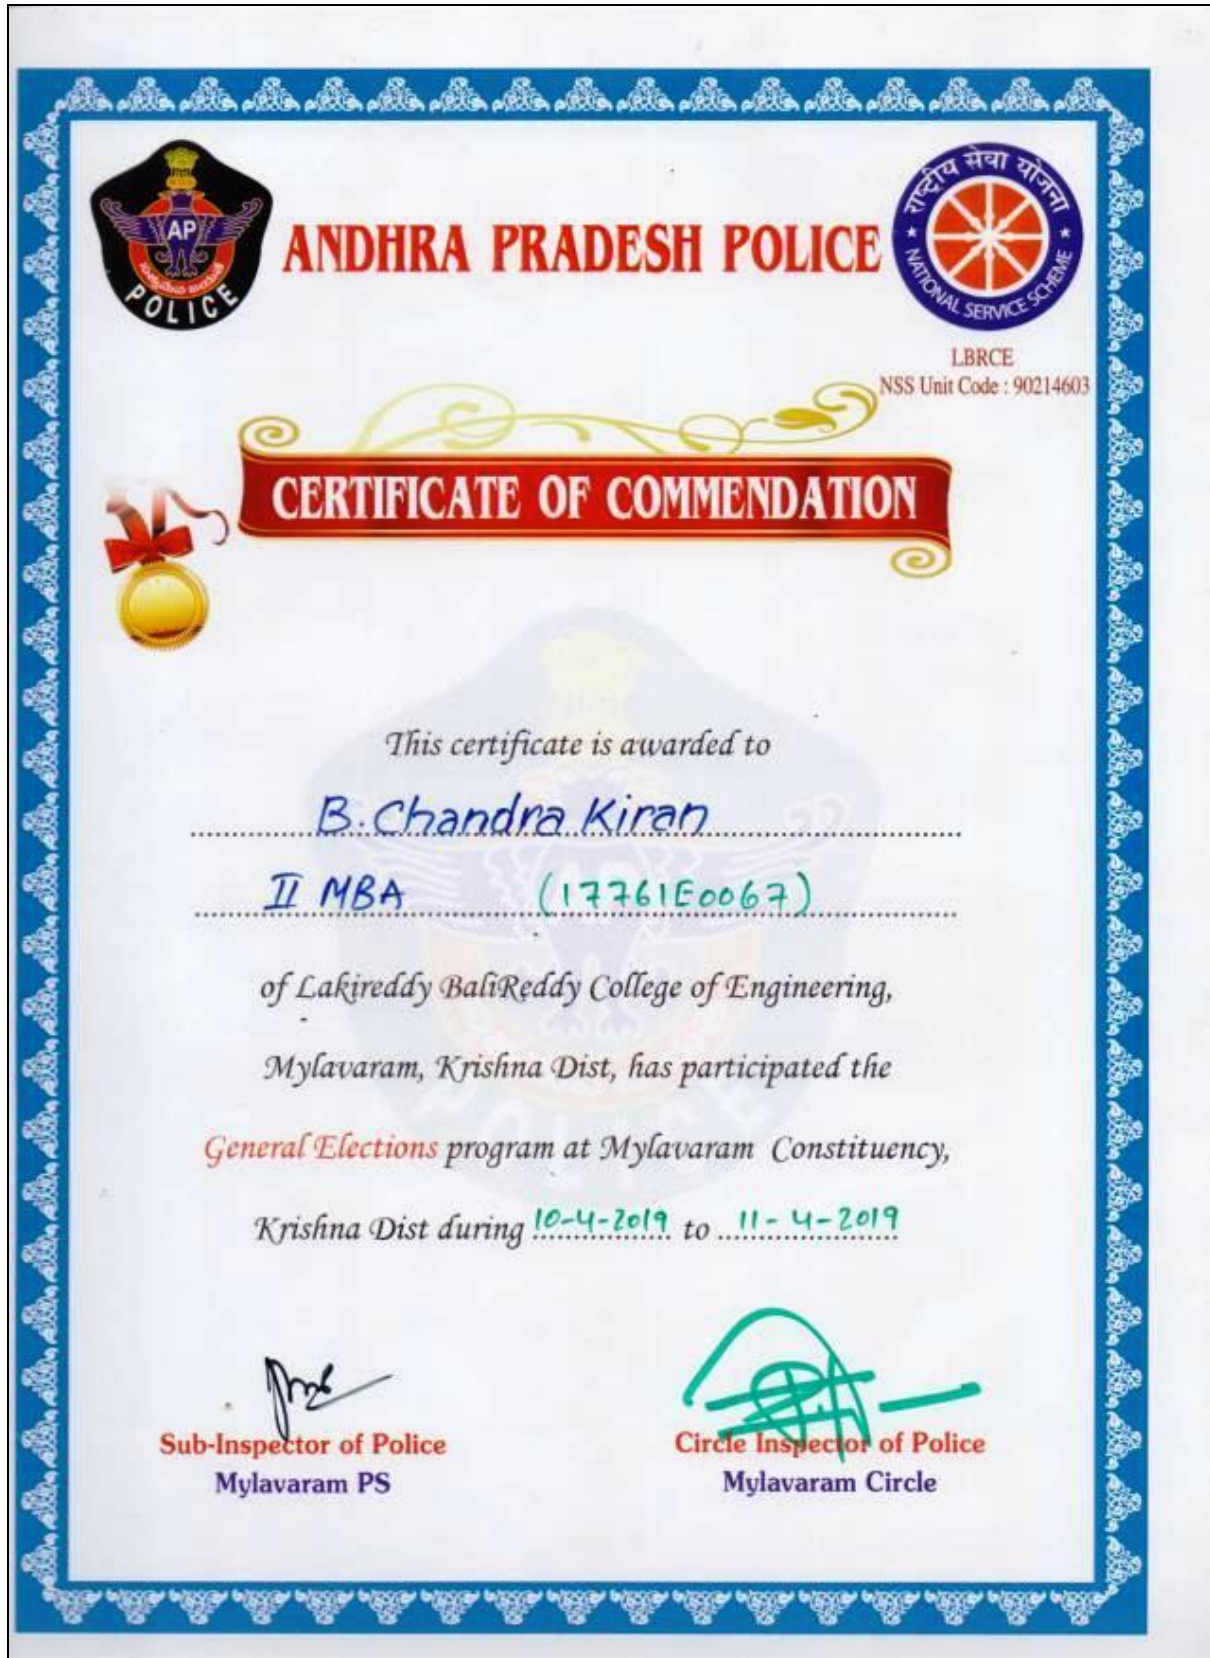 ANDHRA PRADESH POLICE
AP
POLICE
राष्ट्रीय सेवा योजना
NATIONAL SERVICE SCHEME
LBRCE
NSS Unit Code : 90214603
CERTIFICATE OF COMMENDATION
This certificate is awarded to
B. Chandra Kiran
II MBA (17761E0067)
of Lakireddy BaliReddy College of Engineering,
Mylavaram, Krishna Dist, has participated the
General Elections program at Mylavaram Constituency,
Krishna Dist during 10-4-2019 to 11-4-2019
Sub-Inspector of Police
Mylavaram PS
Circle Inspector of Police
Mylavaram Circle